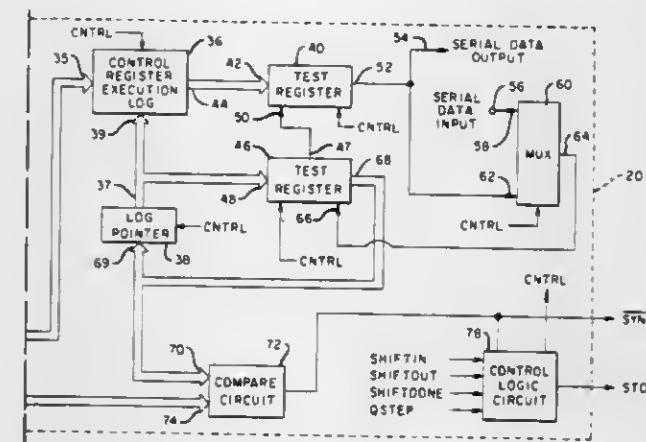 CNTRL
36
40
54
SERIAL DATA
OUTPUT
35
CONTROL
REGISTER
EXECUTION
LOG
42
TEST
REGISTER
52
44
56
60
SERIAL
DATA
INPUT
39
50
CNTRL
58
MUX
64
46
47
68
37
48
TEST
REGISTER
62
20
LOG
POINTER
CNTRL
66
CNTRL
69
38
CNTRL
CNTRL
70
72
78
COMPARE
CIRCUIT
74
SHIFTIN
SHIFTOUT
SHIFTDONE
QSTEP
CONTROL
LOGIC
CIRCUIT